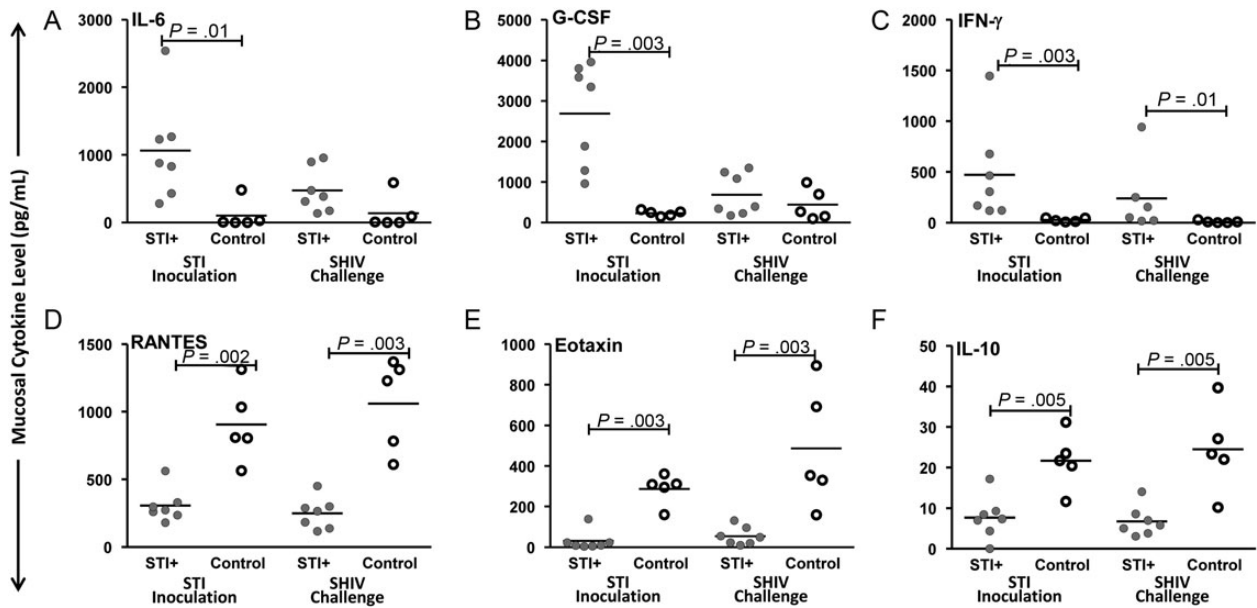 Mucosal Cytokine Level (pg/mL)
A
IL-6
3000
2000
1000
0
P = .01
STI+ Control STI+ Control
STI SHIV
Inoculation Challenge
B
G-CSF
5000
4000
3000
2000
1000
0
P = .003
STI+ Control STI+ Control
STI SHIV
Inoculation Challenge
C
IFN-γ
2000
1500
1000
500
0
P = .003
P = .01
STI+ Control STI+ Control
STI SHIV
Inoculation Challenge
D
RANTES
1500
1000
500
0
P = .002
P = .003
STI+ Control STI+ Control
STI SHIV
Inoculation Challenge
E
Eotaxin
1000
800
600
400
200
0
P = .003
P = .003
STI+ Control STI+ Control
STI SHIV
Inoculation Challenge
F
IL-10
50
40
30
20
10
0
P = .005
P = .005
STI+ Control STI+ Control
STI SHIV
Inoculation Challenge